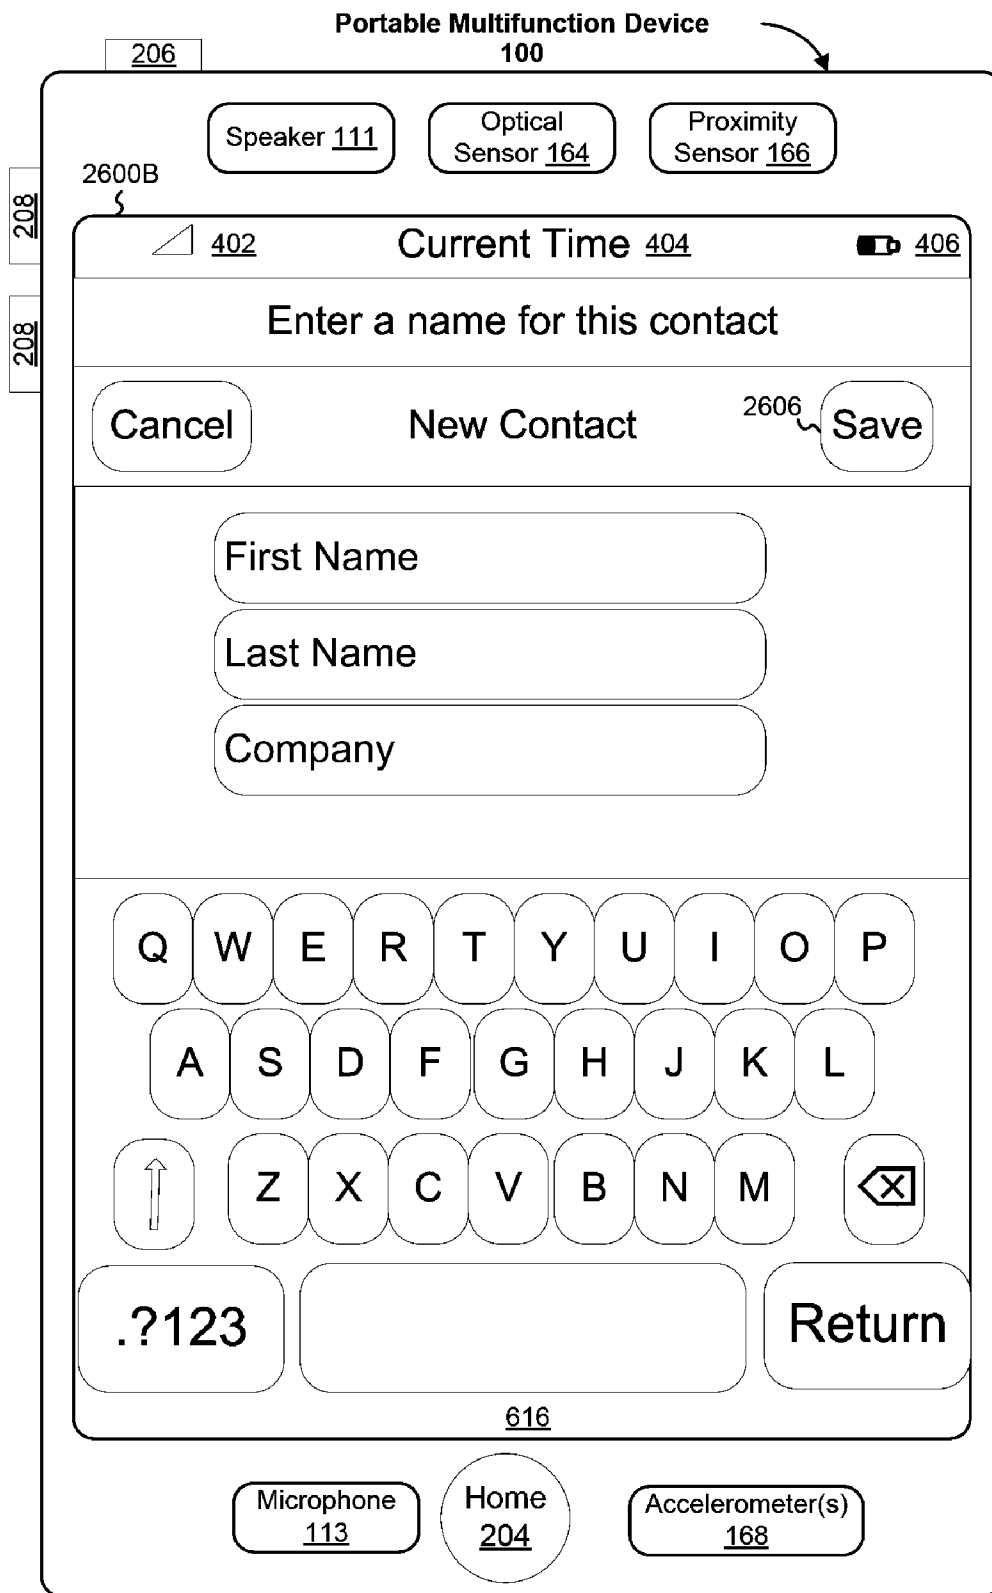 Portable Multifunction Device
100
206
Speaker 111
Optical
Sensor 164
Proximity
Sensor 166
2600B
208
402
Current Time 404
406
Enter a name for this contact
208
Cancel
New Contact
2606
Save
First Name
Last Name
Company
Q W E R T Y U I O P
A S D F G H J K L
Z X C V B N M
.?123
Return
616
Microphone
113
Home
204
Accelerometer(s)
168